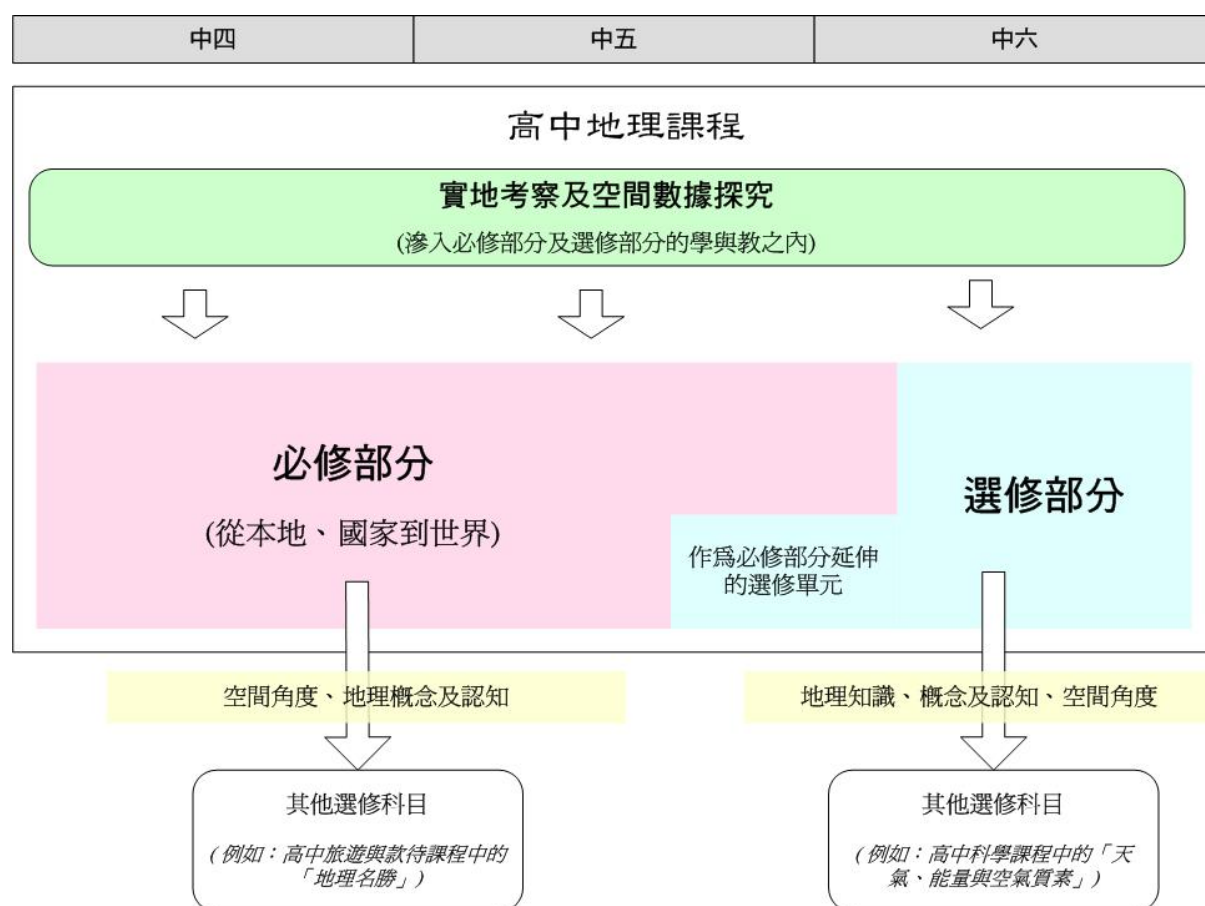 中四
中五
中六
高中地理課程
實地考察及空間數據探究
(滲入必修部分及選修部分的學與教之內)
必修部分
(從本地、國家到世界)
選修部分
作爲必修部分延伸
的選修單元
空間角度、地理概念及認知
地理知識、概念及認知、空間角度
其他選修科目
(例如：高中旅遊與款待課程中的
「地理名勝」)
其他選修科目
(例如：高中科學課程中的「天
氣、能量與空氣質素」)